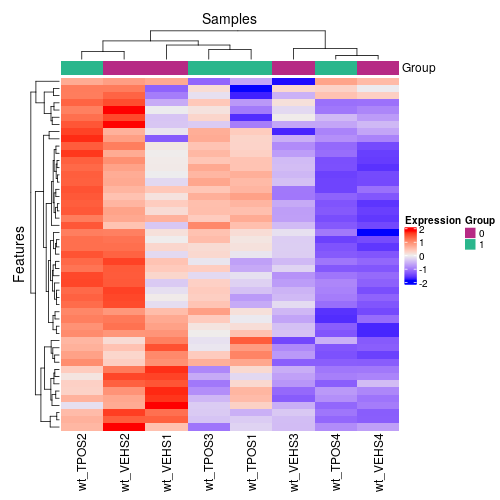 Samples
Group
Features
Expression Group
2
1
0
-1
-2
0
1
wt_TPOS2
wt_VEHS2
wt_VEHS1
wt_TPOS3
wt_TPOS1
wt_VEHS3
wt_TPOS4
wt_VEHS4